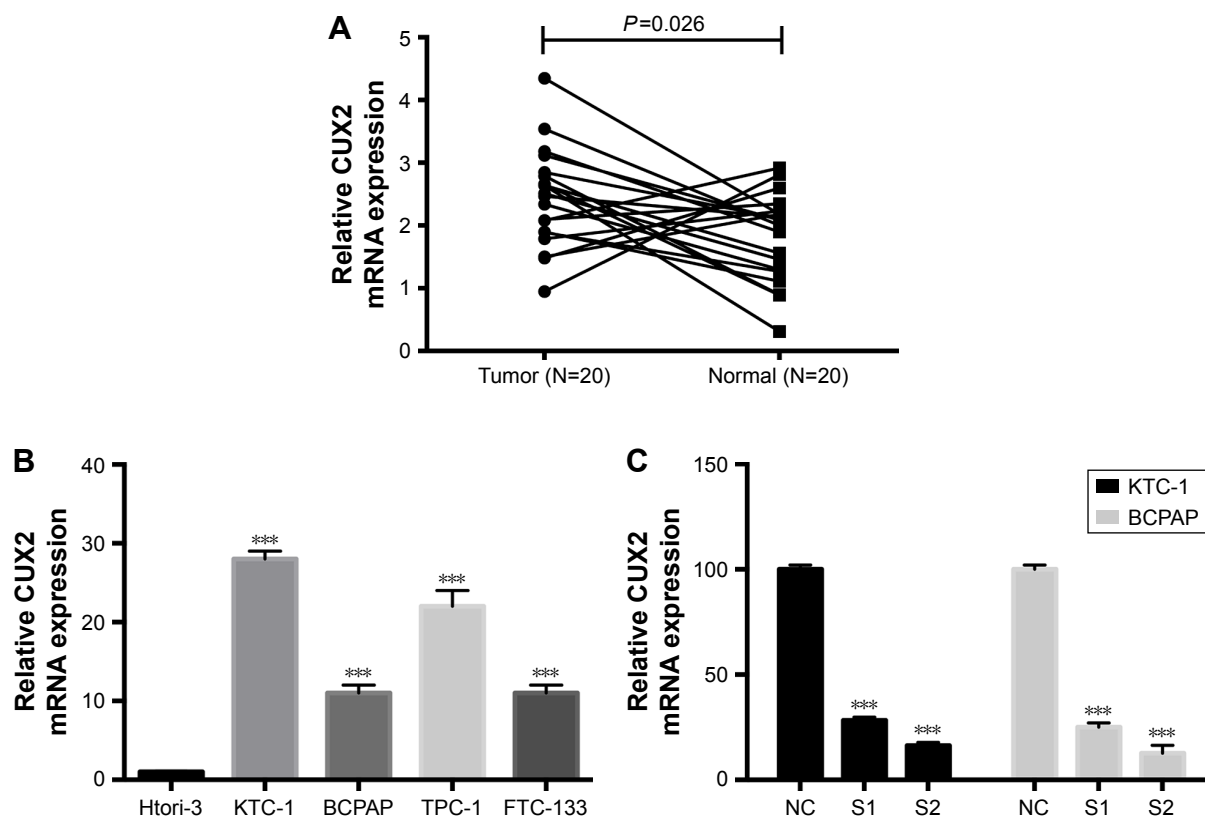 A
P=0.026
Relative CUX2
mRNA expression
5
4
3
2
1
0
Tumor (N=20) Normal (N=20)
B
Relative CUX2
mRNA expression
40
30
20
10
0
*** *** *** ***
Htori-3 KTC-1 BCPAP TPC-1 FTC-133
C
Relative CUX2
mRNA expression
150
100
50
0
KTC-1
BCPAP
*** *** *** ***
NC S1 S2 NC S1 S2